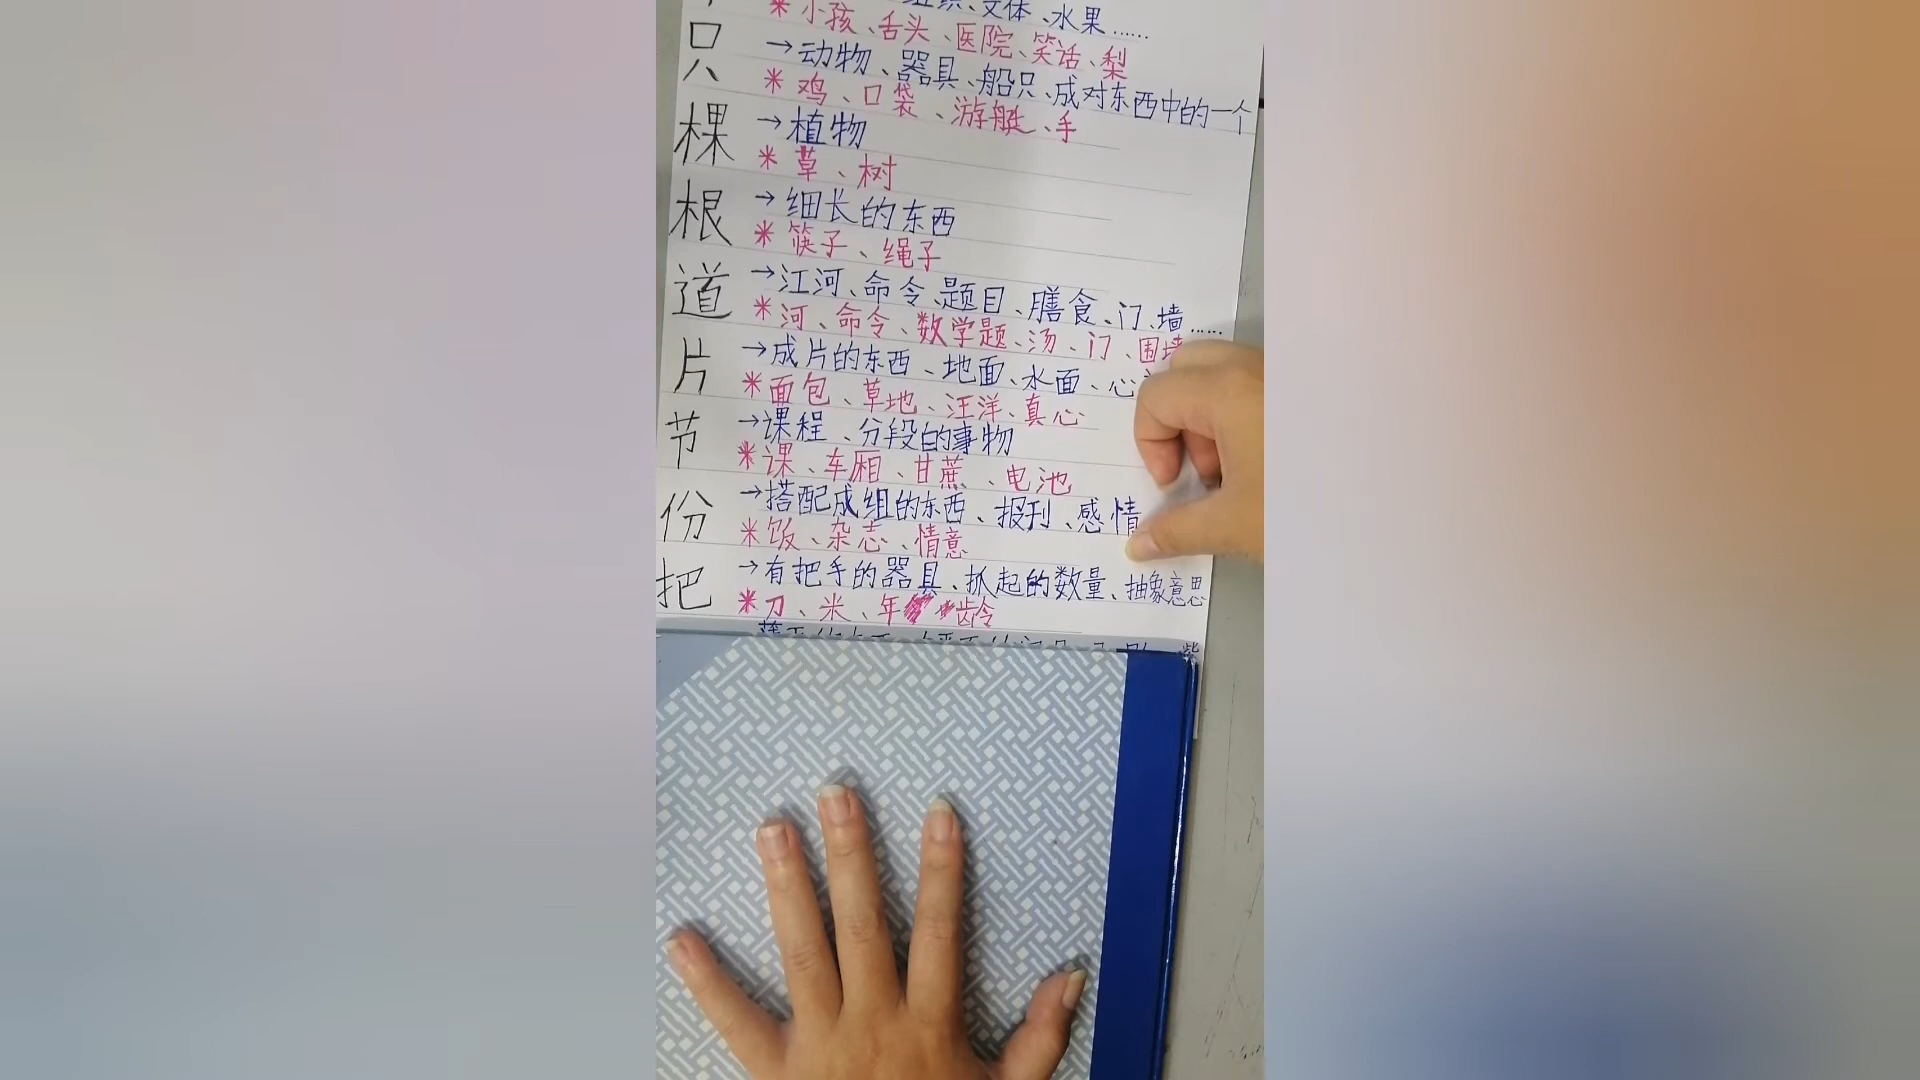 文体、水果……
* 小孩、舌头、医院、笑话、梨
只 →动物、器具、船只、成对东西中的一个
* 鸡、口袋、游艇、手
棵 →植物
* 草、树
根 →细长的东西
* 筷子、绳子
道 →江河、命令、题目、膳食、门、墙……
* 河、命令、数学题、汤、门、围墙
片 →成片的东西、地面、水面、心
* 面包、草地、汪洋、真心
节 →课程、分段的事物
* 课、车厢、甘蔗、电池
份 →搭配成组的东西、报刊、感情
* 饭、杂志、情意
把 →有把手的器具、抓起的数量、抽象意思
* 刀、米、年龄